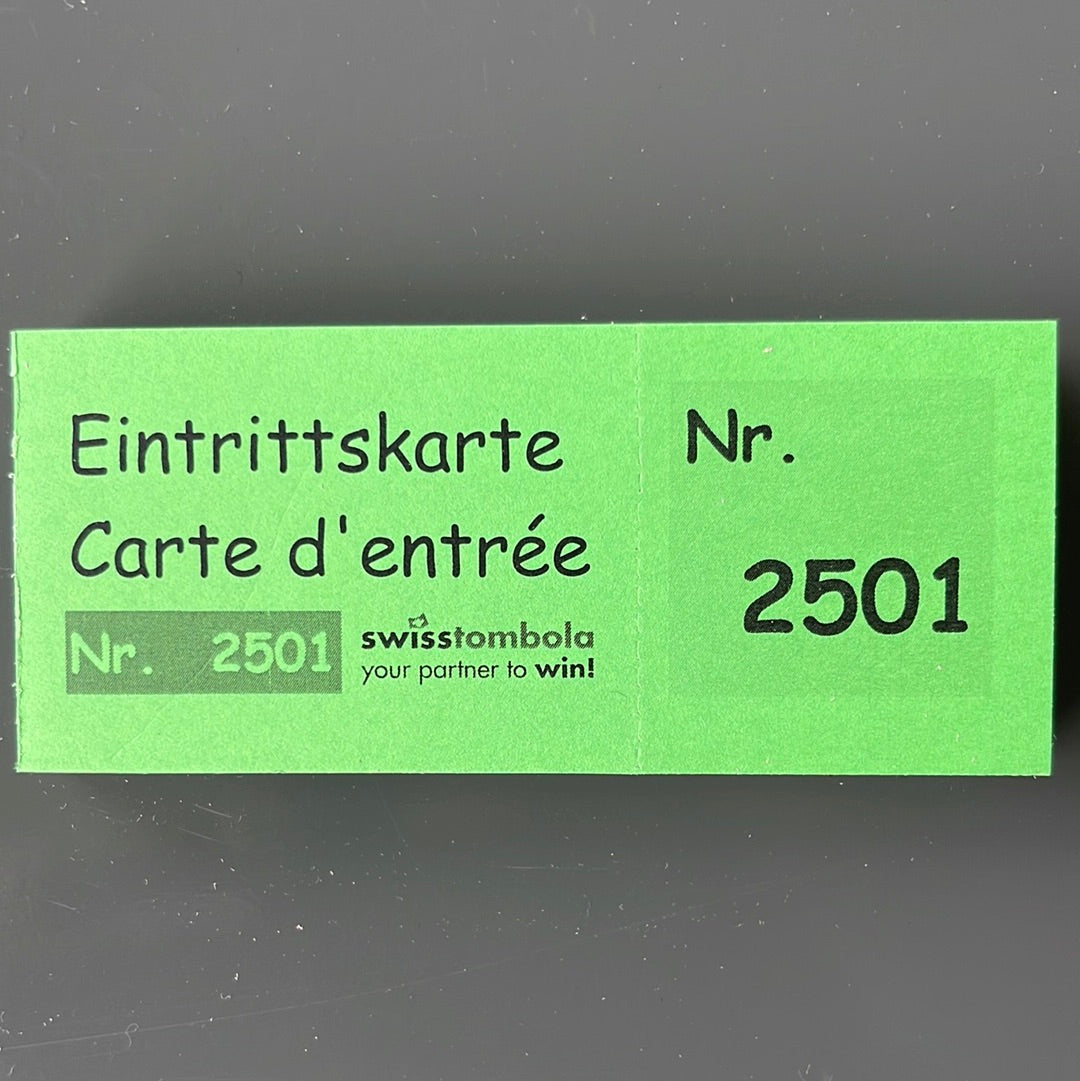 Eintrittskarte
Carte d'entrée
Nr. 2501
swisstombola
your partner to win!
Nr.
2501